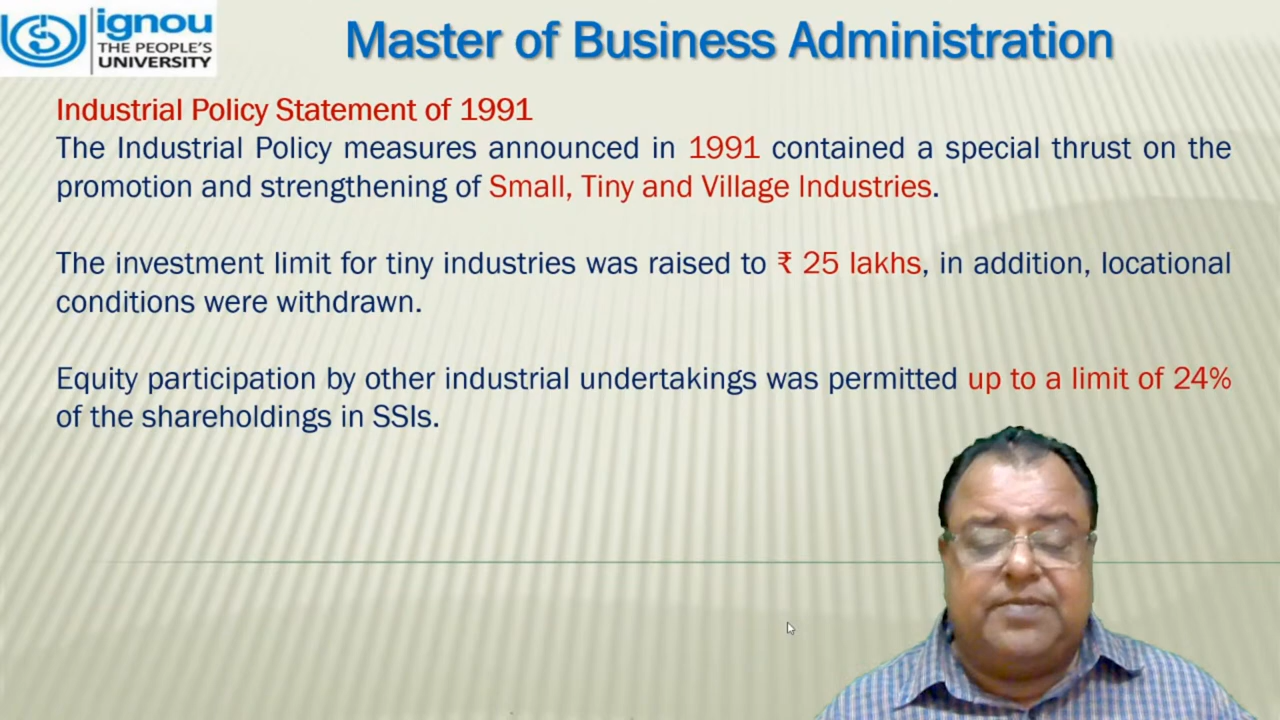 ignou
THE PEOPLE'S
UNIVERSITY
Master of Business Administration
Industrial Policy Statement of 1991
The Industrial Policy measures announced in 1991 contained a special thrust on the
promotion and strengthening of Small, Tiny and Village Industries.
The investment limit for tiny industries was raised to ₹ 25 lakhs, in addition, locational
conditions were withdrawn.
Equity participation by other industrial undertakings was permitted up to a limit of 24%
of the shareholdings in SSIs.